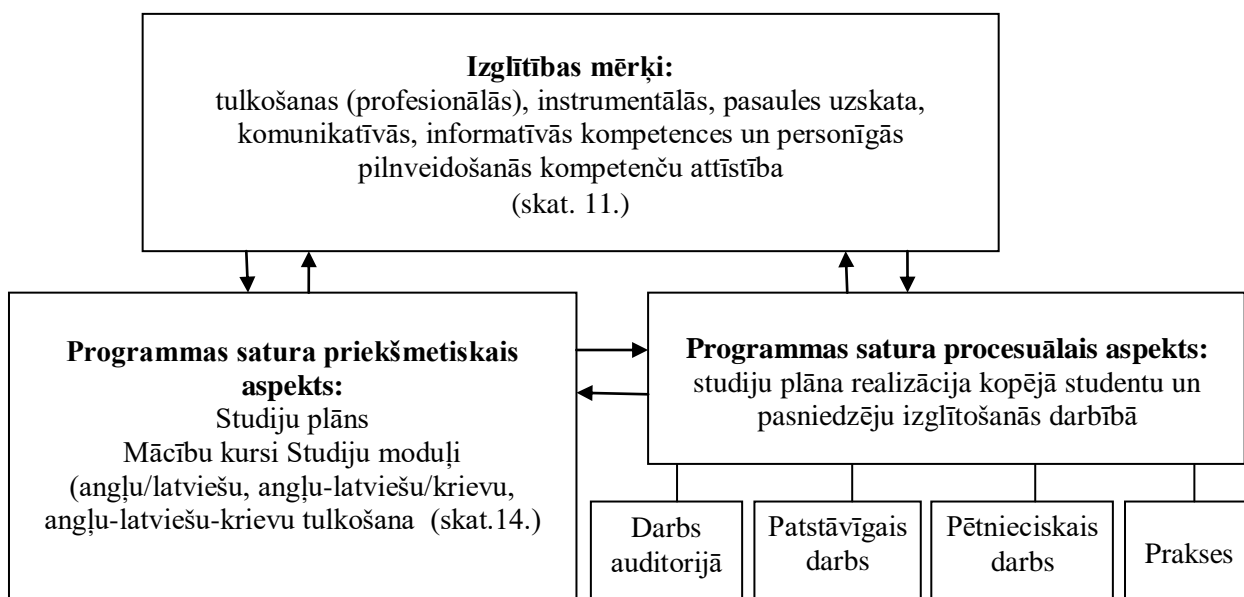 Izglītības mērķi:
tulkošanas (profesionālās), instrumentālās, pasaules uzskata,
komunikatīvās, informatīvās kompetences un personīgās
pilnveidošanās kompetenču attīstība
(skat. 11.)
Programmas satura priekšmetiskais
aspekts:
Studiju plāns
Mācību kursi Studiju moduļi
(angļu/latviešu, angļu-latviešu/krievu,
angļu-latviešu-krievu tulkošana (skat.14.)
Programmas satura procesuālais aspekts:
studiju plāna realizācija kopējā studentu un
pasniedzēju izglītošanās darbībā
Darbs
auditorijā
Patstāvīgais
darbs
Pētnieciskais
darbs
Prakses